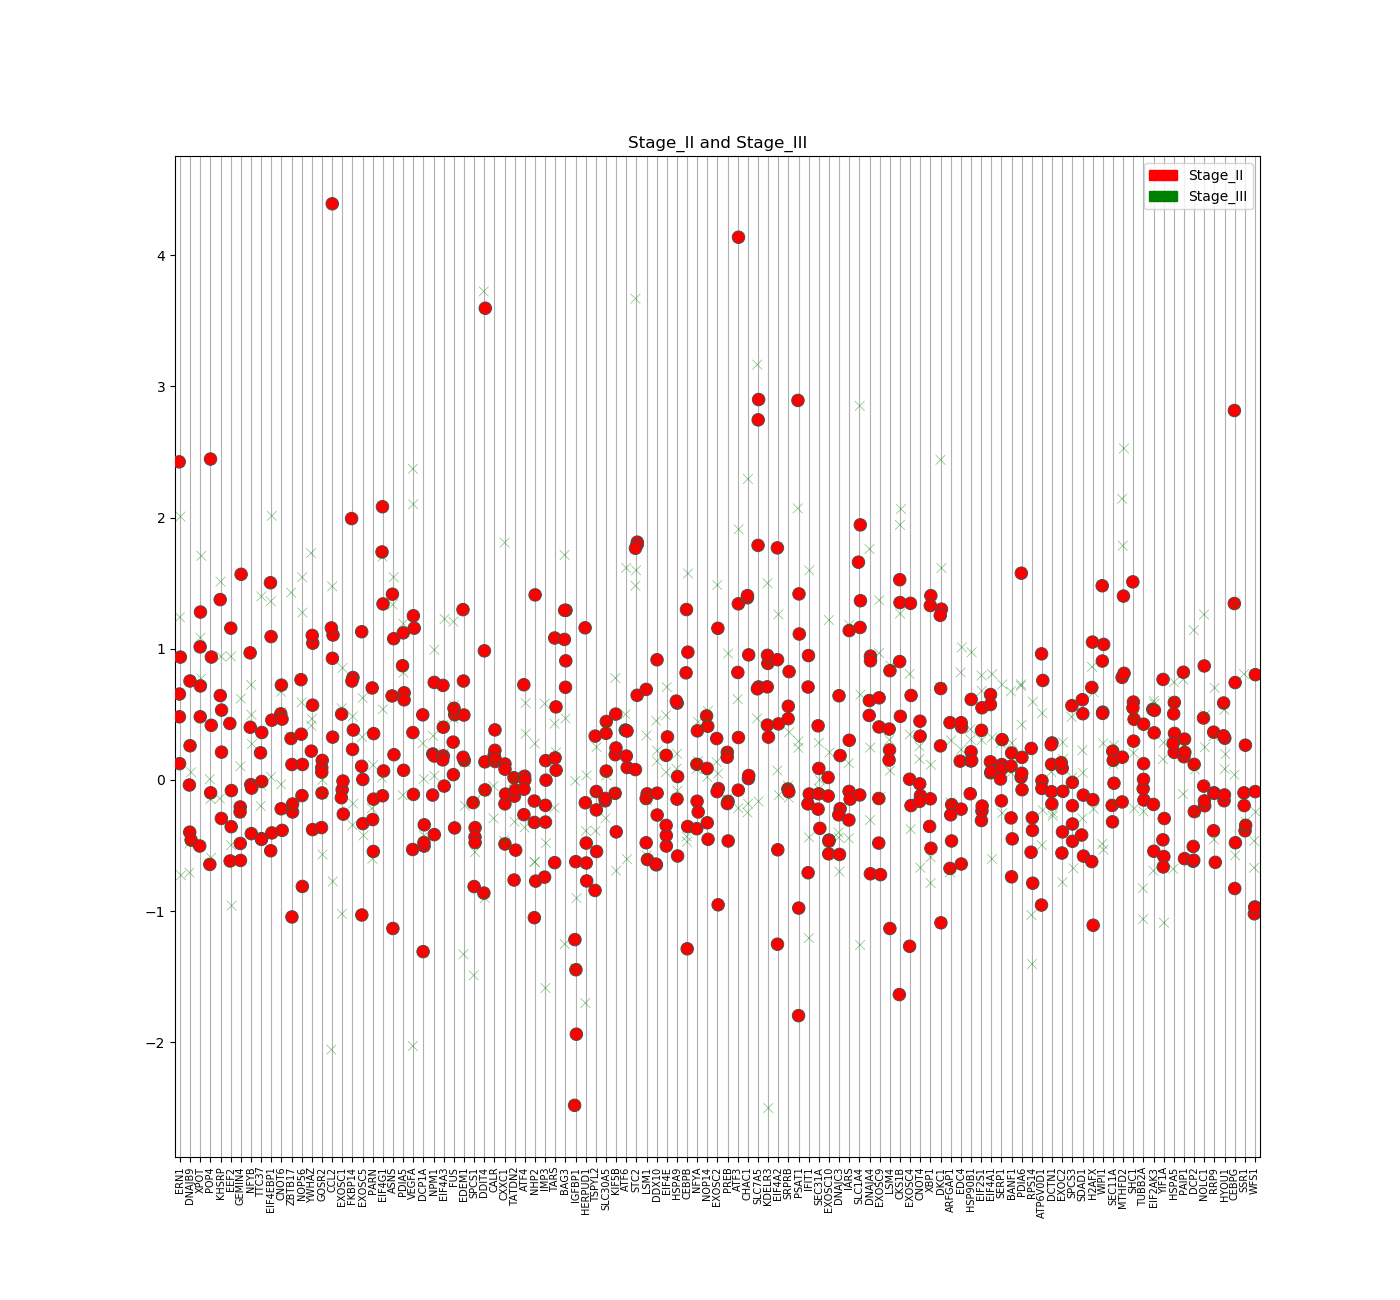 Stage_II and Stage_III
Stage_II
Stage_III
4
3
2
1
0
−1
−2
ERN1
DNAJB9
XPOT
POP4
KHSRP
EEF2
GEMIN4
NFYB
TTC37
EIF4EBP1
CNOT6
ZBTB17
NOP56
YWHAZ
GOSR2
CCL2
EXOSC1
FKBP14
EXOSC5
PARN
EIF4G1
ASNS
PDIA5
VEGFA
DCP1A
NPM1
EIF4A3
FUS
EDEM1
SPCS1
DDIT4
CALR
CXXC1
TATDN2
ATF4
NHP2
IMP3
TARS
BAG3
IGFBP1
HERPUD1
TSPYL2
SLC30A5
KIF5B
ATF6
STC2
LSM1
DDX10
EIF4E
HSPA9
CEBPB
NFYA
NOP14
EXOSC2
PREB
ATF3
CHAC1
SLC7A5
KDELR3
EIF4A2
SRPRB
PSAT1
IFIT1
SEC31A
EXOSC10
DNAJC3
IARS
SLC1A4
DNAJA4
EXOSC9
LSM4
CKS1B
EXOSC4
CNOT4
XBP1
DKC1
ARFGAP1
EDC4
HSP90B1
EIF2S1
EIF4A1
SERP1
BANF1
PDIA6
RPS14
ATP6V0D1
DCTN1
EXOC2
SPCS3
SDAD1
H2AFX
WIPI1
SEC11A
MTHFD2
SHC1
TUBB2A
EIF2AK3
YIF1A
HSPA5
PAIP1
DCP2
NOLC1
RRP9
HYOU1
CEBPG
SSR1
WFS1